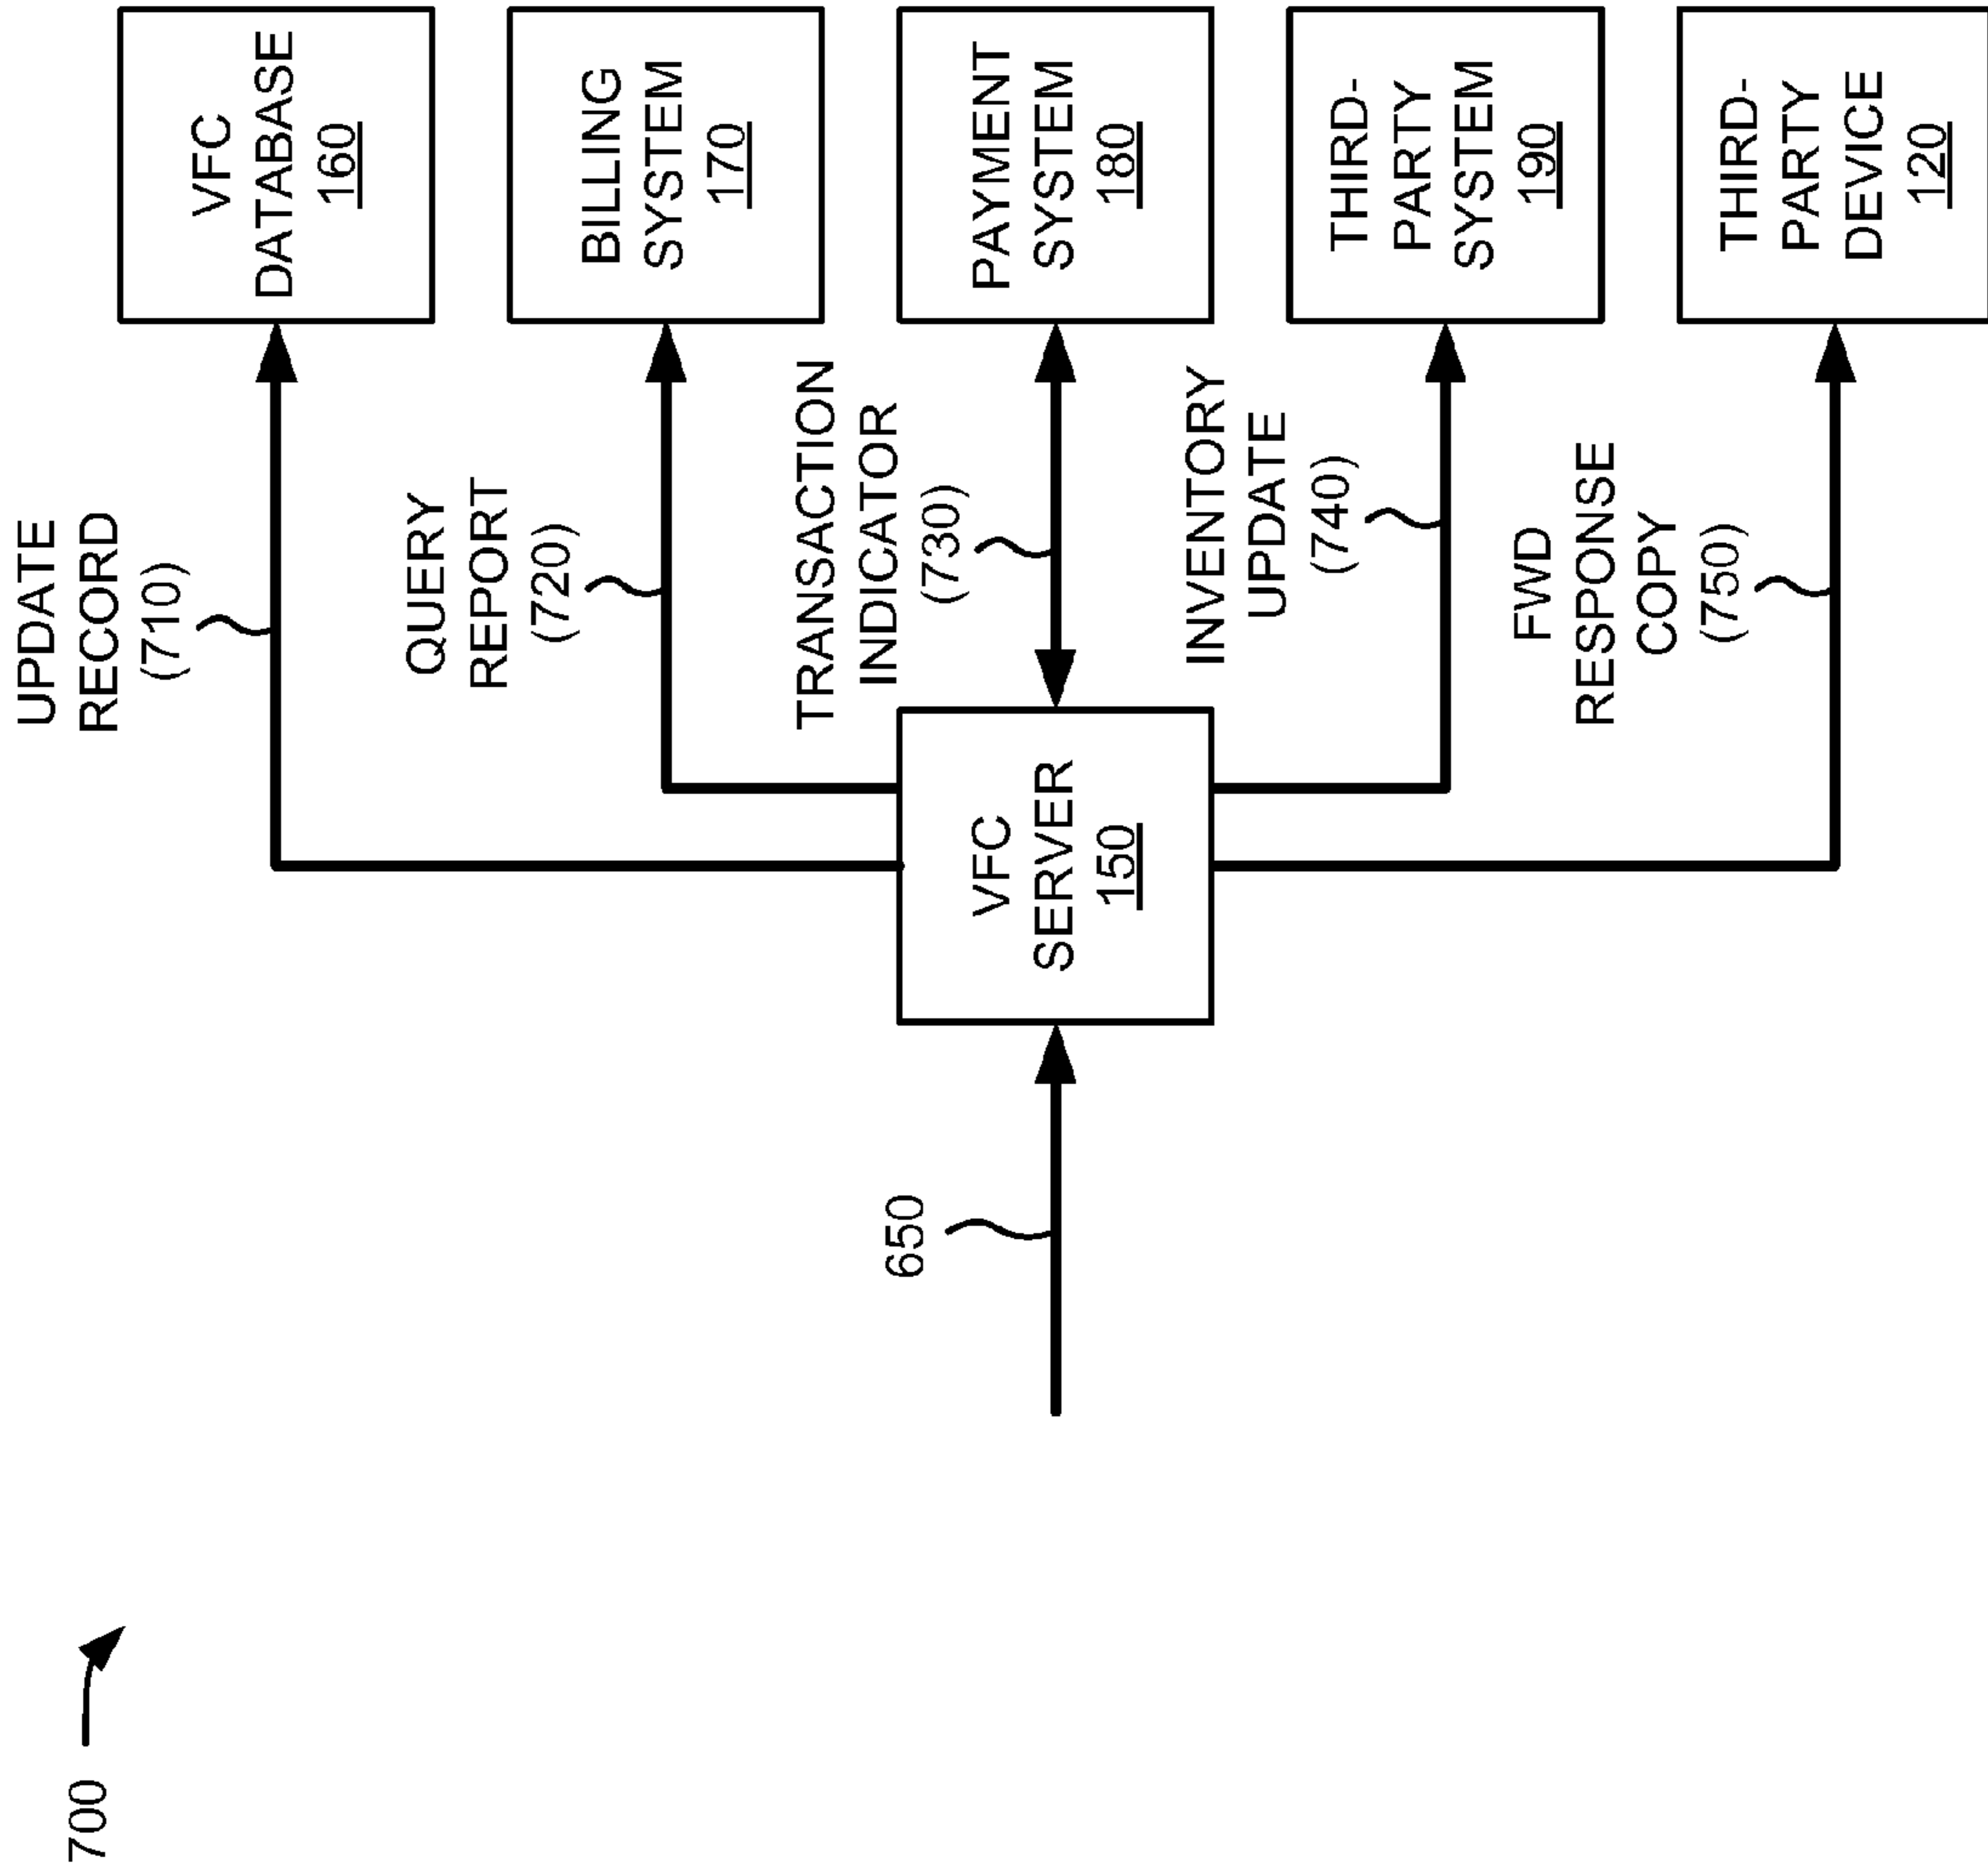 700
650
VFC
SERVER
150
UPDATE
RECORD
(710)
VFC
DATABASE
160
QUERY
REPORT
(720)
BILLING
SYSTEM
170
TRANSACTION
INDICATOR
(730)
PAYMENT
SYSTEM
180
INVENTORY
UPDATE
(740)
THIRD-
PARTY
SYSTEM
190
FWD
RESPONSE
COPY
(750)
THIRD-
PARTY
DEVICE
120